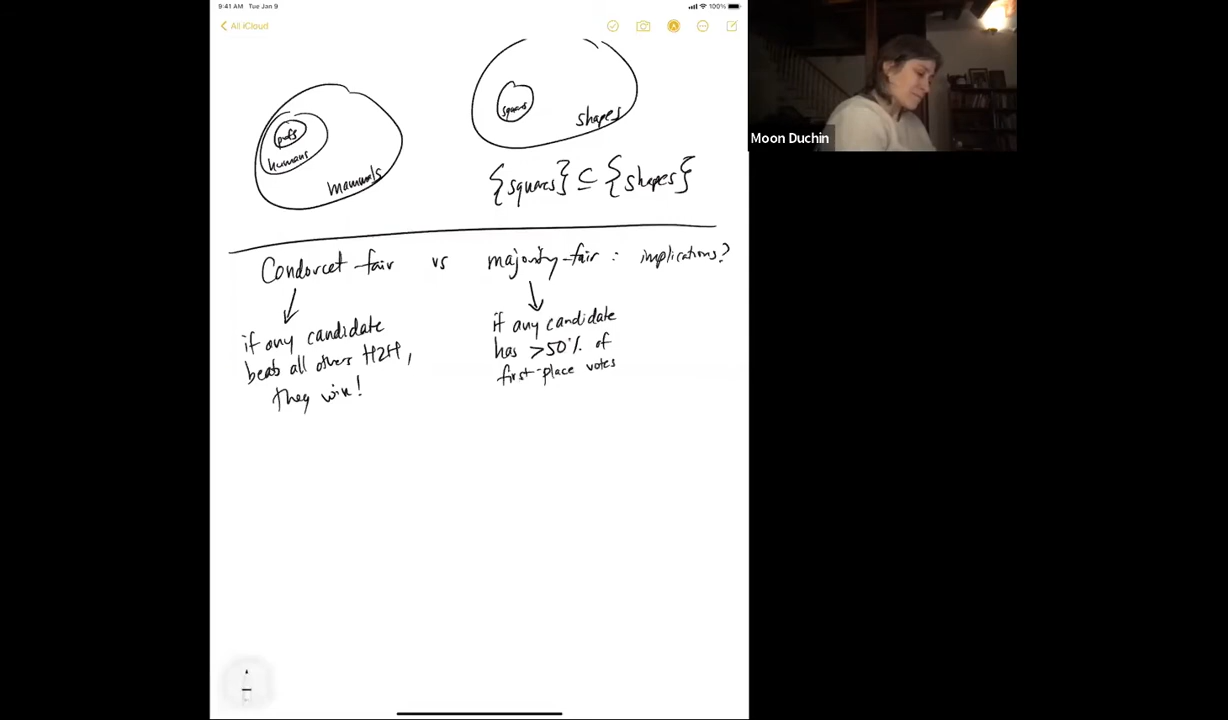 9:41 AM Tue Jan 9
100%
All iCloud
Moon Duchin
profs
humans
mammals
squares
shapes
{squares} ⊆ {shapes}
Condorcet-fair vs majority-fair: implications?
if any candidate
beats all others H2H,
they win!
if any candidate
has >50% of
first-place votes